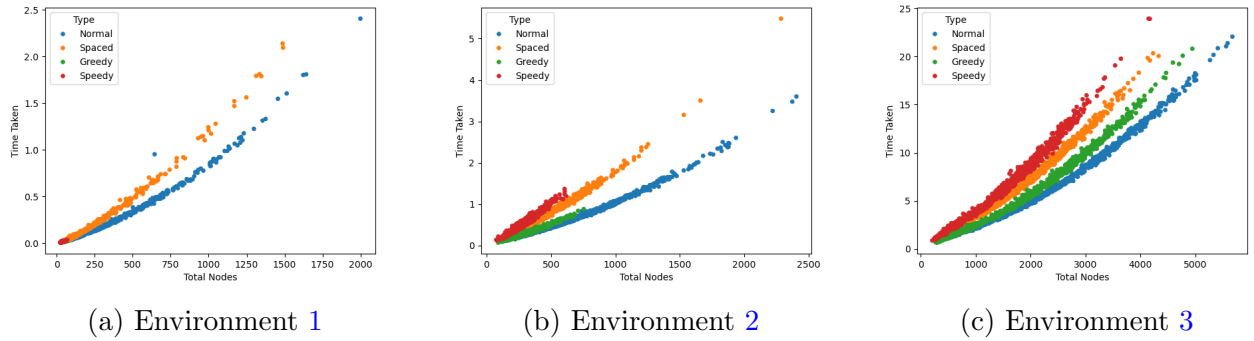 2.5
2.0
1.5
1.0
0.5
0.0
Time Taken
Type
Normal
Spaced
Greedy
Speedy
0 250 500 750 1000 1250 1500 1750 2000
Total Nodes
(a) Environment 1
5
4
3
2
1
0
Time Taken
Type
Normal
Spaced
Greedy
Speedy
0 500 1000 1500 2000 2500
Total Nodes
(b) Environment 2
25
20
15
10
5
0
Time Taken
Type
Normal
Spaced
Greedy
Speedy
0 1000 2000 3000 4000 5000
Total Nodes
(c) Environment 3